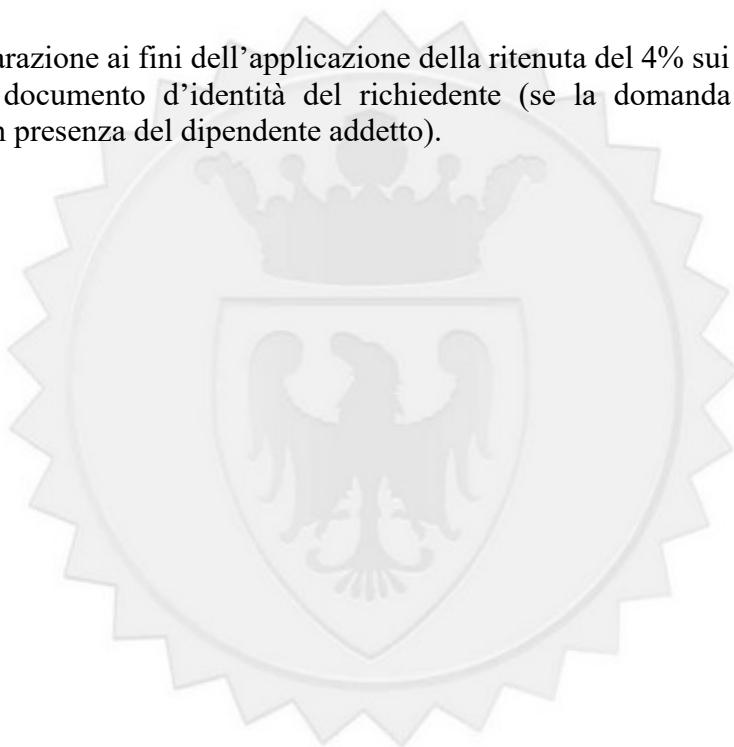 arazione ai fini dell’applicazione della ritenuta del 4% sui
documento d’identità del richiedente (se la domanda
presenza del dipendente addetto).